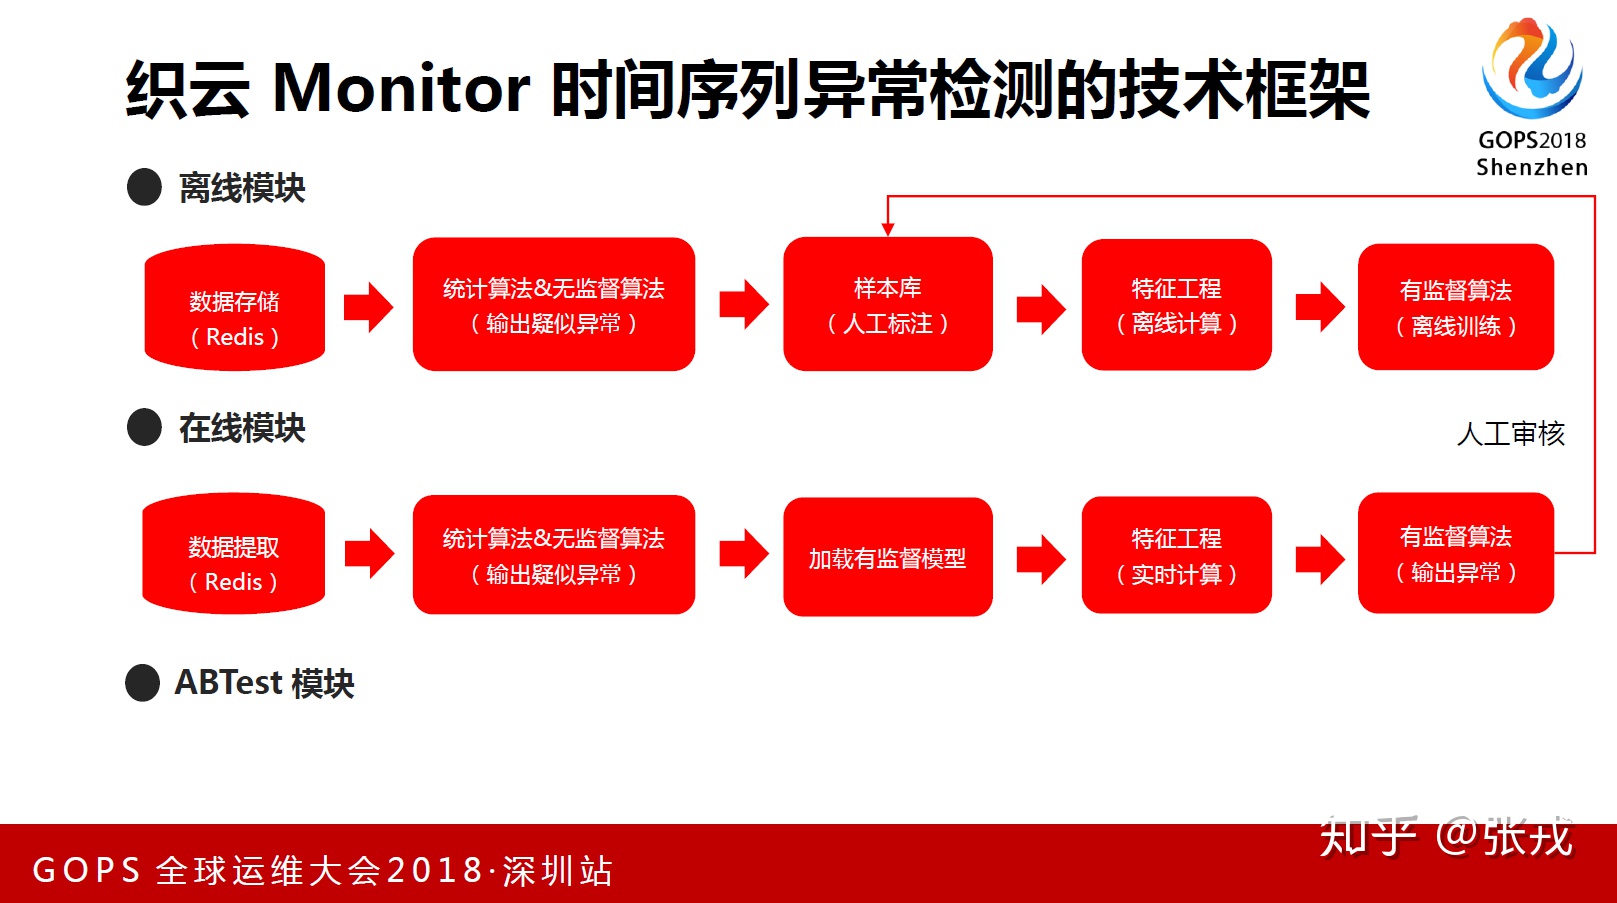 织云 Monitor 时间序列异常检测的技术框架
GOPS2018
Shenzhen
离线模块
数据存储
（Redis）
统计算法&无监督算法
（输出疑似异常）
样本库
（人工标注）
特征工程
（离线计算）
有监督算法
（离线训练）
在线模块
人工审核
数据提取
（Redis）
统计算法&无监督算法
（输出疑似异常）
加载有监督模型
特征工程
（实时计算）
有监督算法
（输出异常）
ABTest 模块
知乎 @张戎
GOPS 全球运维大会2018·深圳站